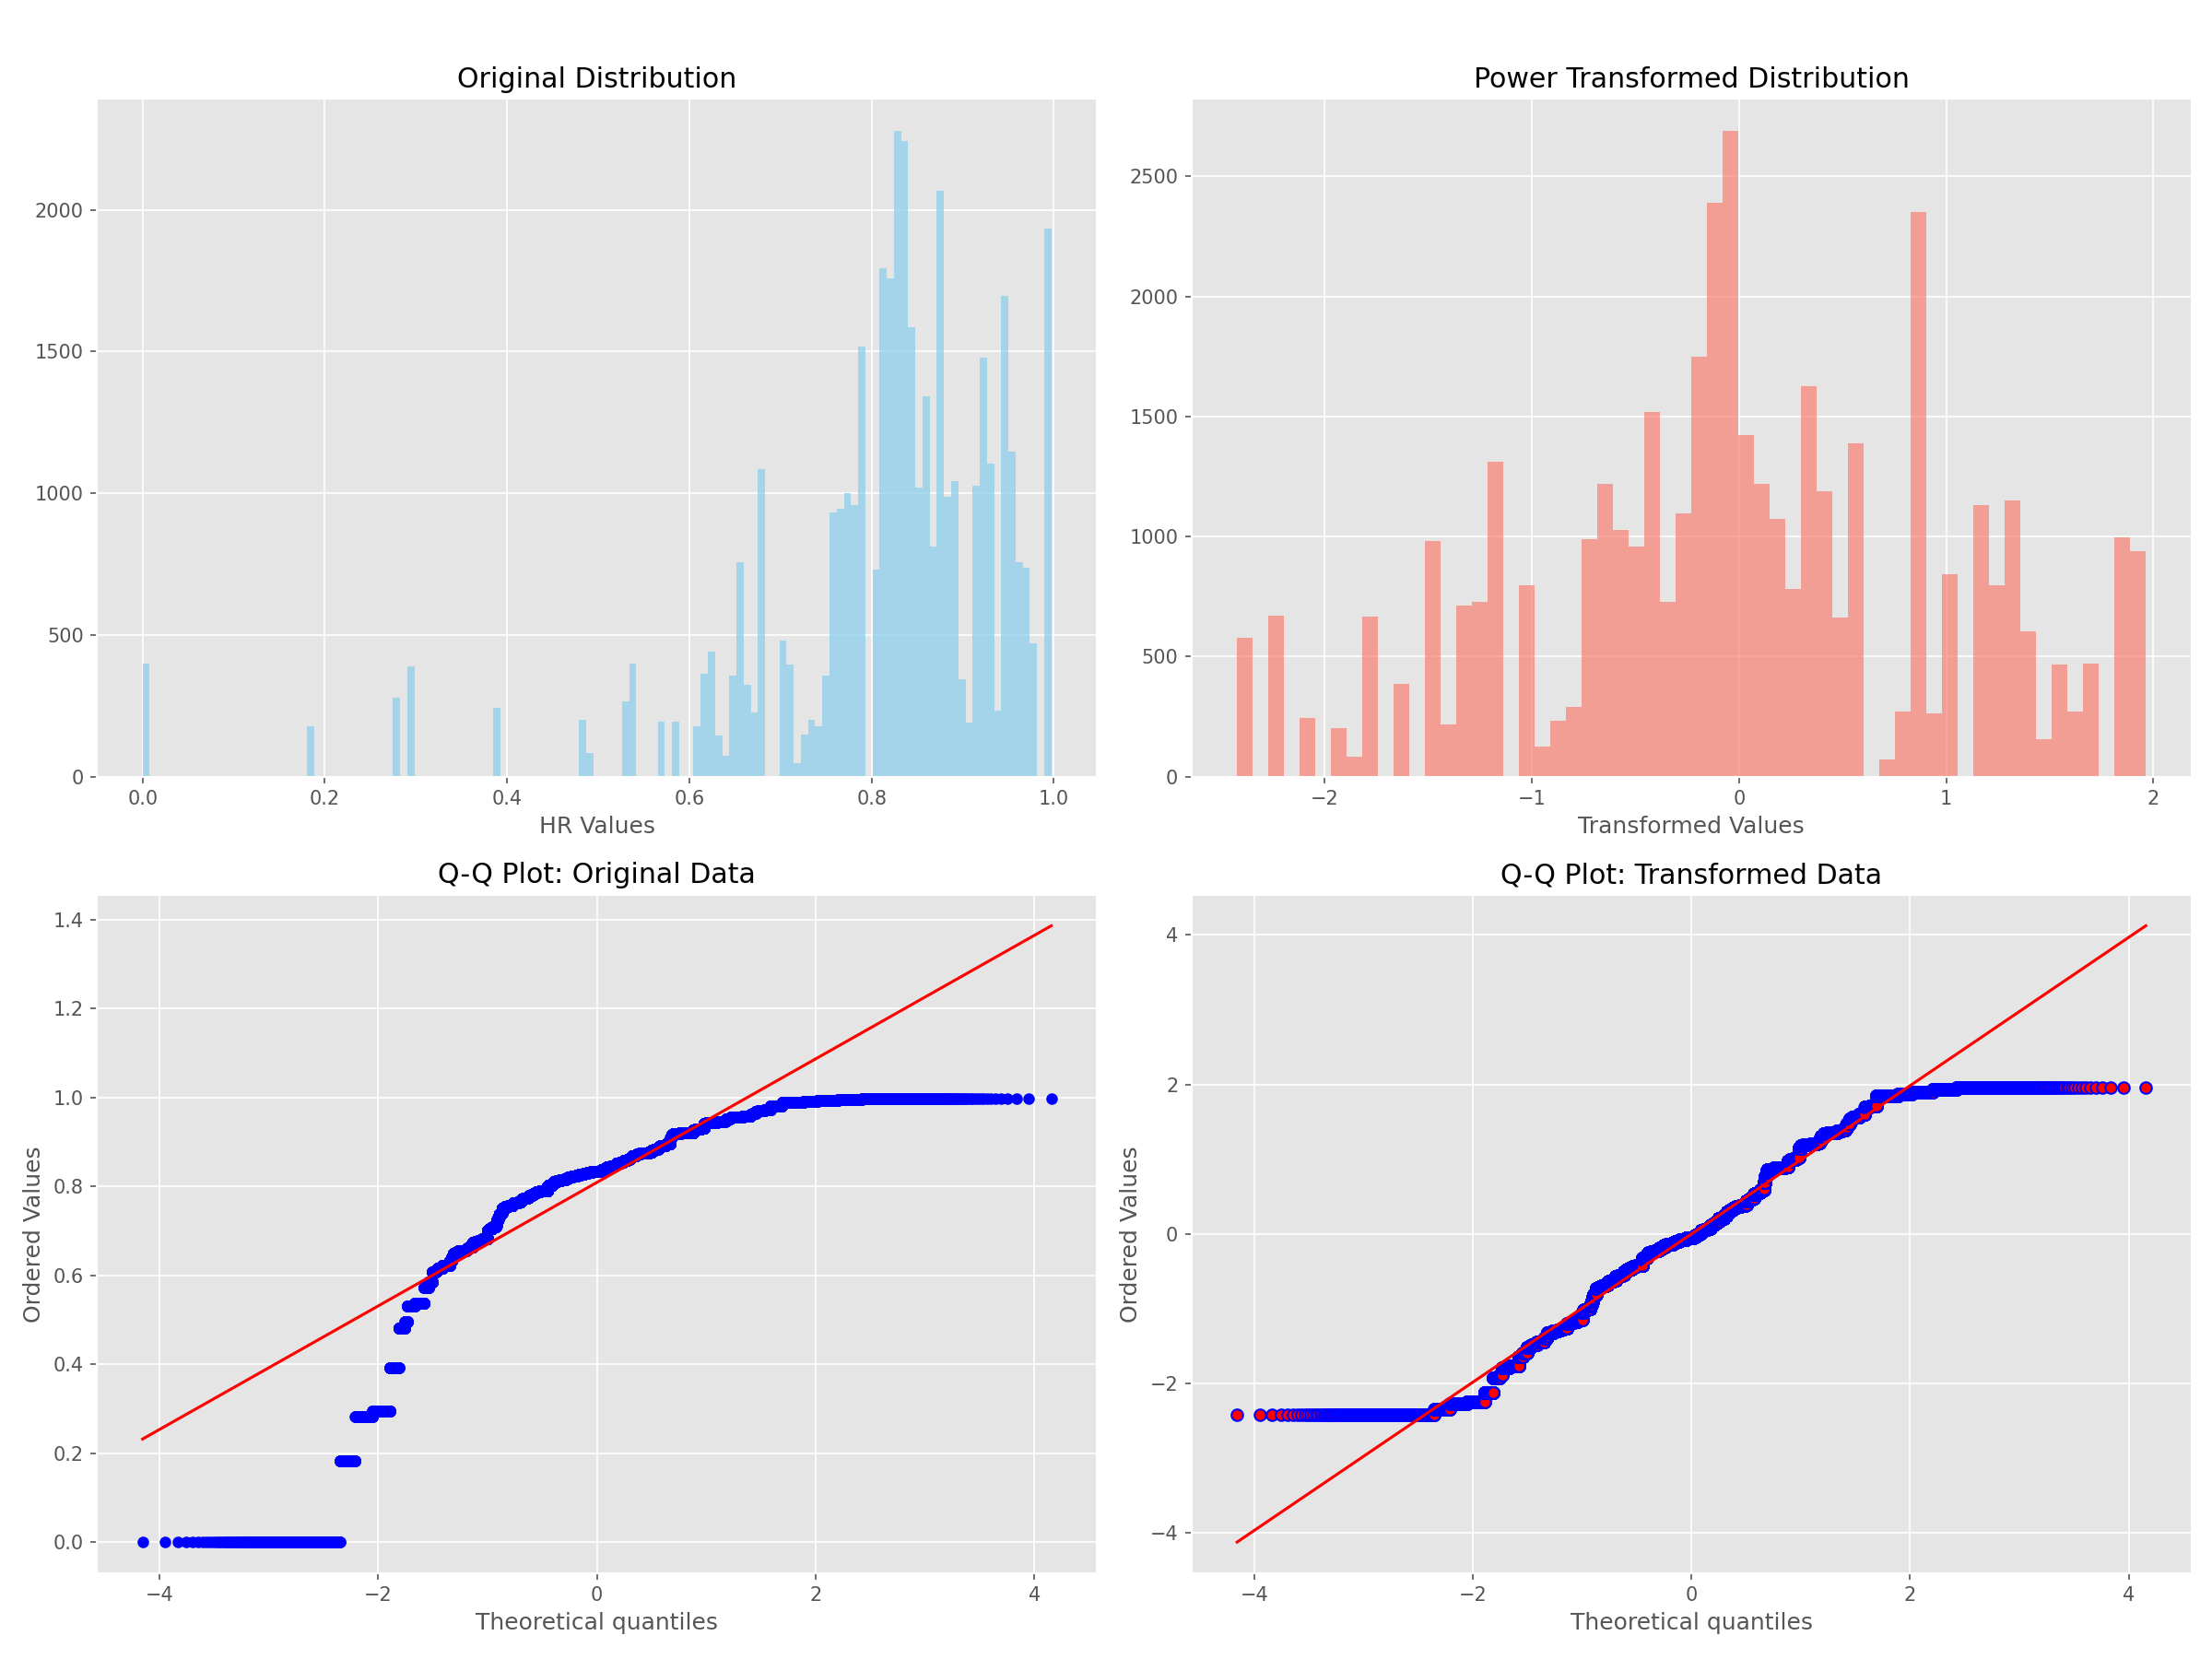 Original Distribution
2000
1500
1000
500
0
0.0 0.2 0.4 0.6 0.8 1.0
HR Values
Power Transformed Distribution
2500
2000
1500
1000
500
0
−2 −1 0 1 2
Transformed Values
Q-Q Plot: Original Data
Ordered Values
1.4
1.2
1.0
0.8
0.6
0.4
0.2
0.0
−4 −2 0 2 4
Theoretical quantiles
Q-Q Plot: Transformed Data
Ordered Values
4
2
0
−2
−4
−4 −2 0 2 4
Theoretical quantiles